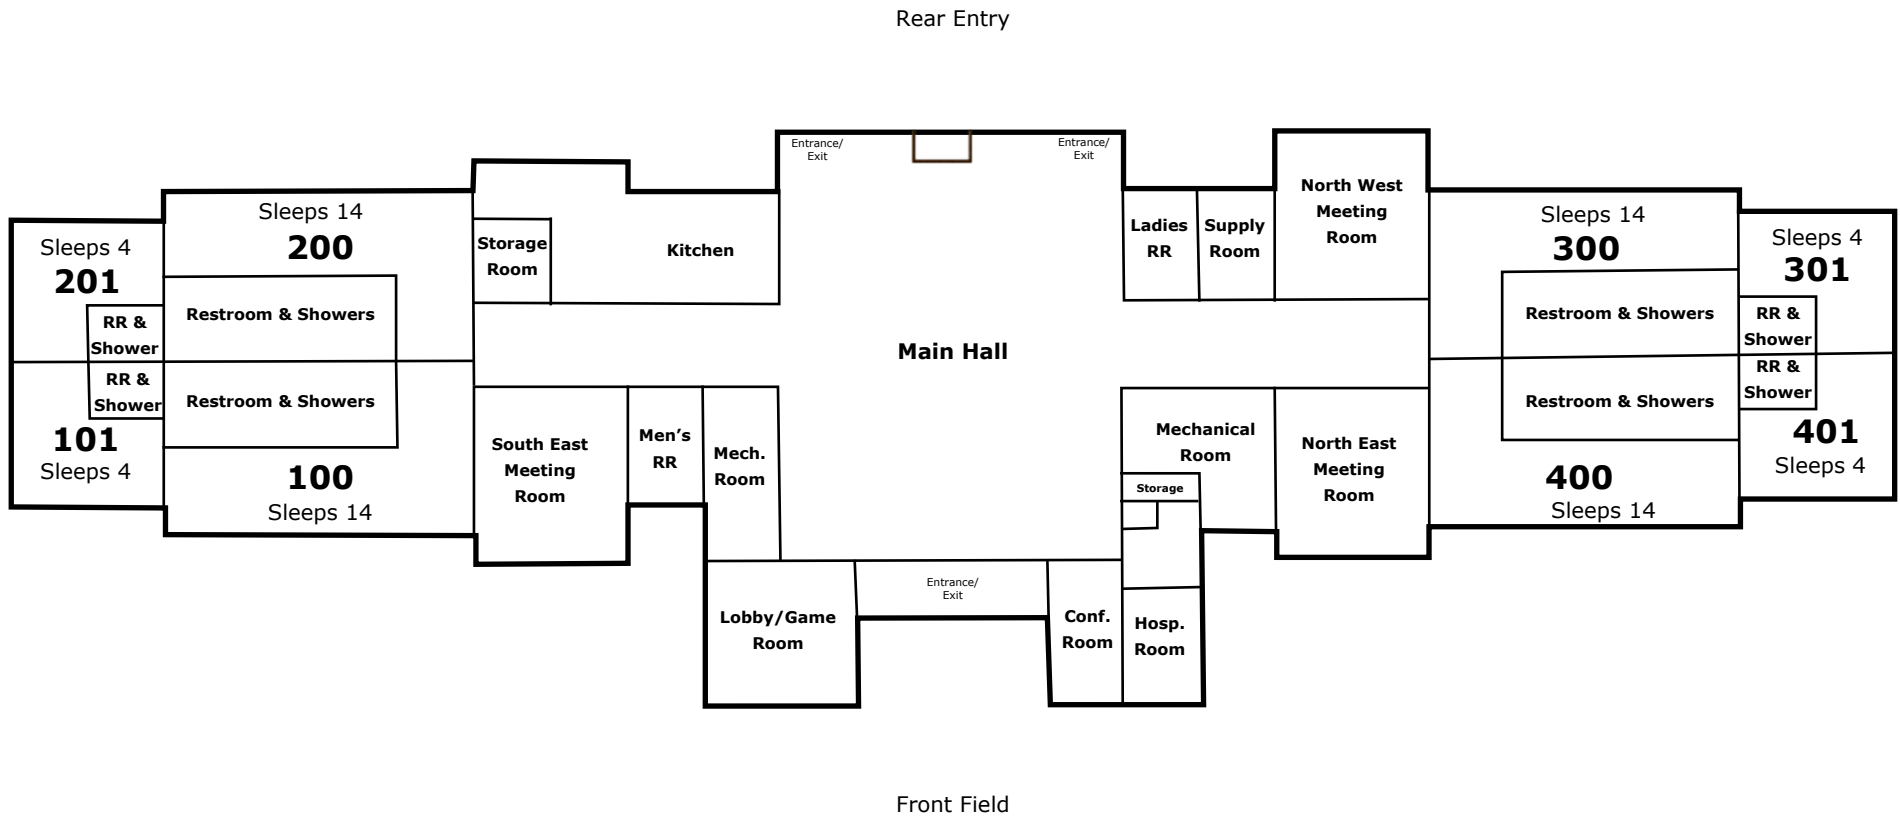 Rear Entry
Entrance/
Exit
Entrance/
Exit
Sleeps 4
201
RR &
Shower
Sleeps 14
200
Restroom & Showers
Storage
Room
Kitchen
Ladies
RR
Supply
Room
North West
Meeting
Room
Sleeps 14
300
Restroom & Showers
Sleeps 4
301
RR &
Shower
Main Hall
RR &
Shower
101
Sleeps 4
Restroom & Showers
100
Sleeps 14
South East
Meeting
Room
Men’s
RR
Mech.
Room
Mechanical
Room
Storage
North East
Meeting
Room
Restroom & Showers
400
Sleeps 14
RR &
Shower
401
Sleeps 4
Lobby/Game
Room
Entrance/
Exit
Conf.
Room
Hosp.
Room
Front Field